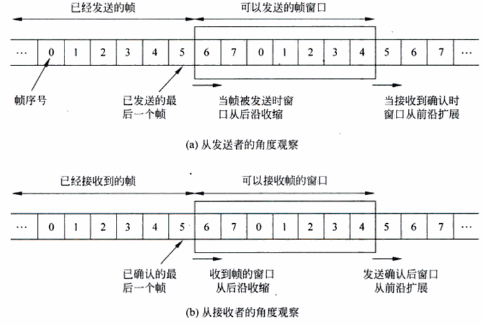 已经发送的帧 可以发送的帧窗口
… 0 1 2 3 4 5 6 7 0 1 2 3 4 5 6 7 …
帧序号 已发送的最 当帧被发送时窗 当接收到确认时
后一个帧 口从后沿收缩 窗口从前沿扩展
(a) 从发送者的角度观察
已经接收到的帧 可以接收帧的窗口
… 0 1 2 3 4 5 6 7 0 1 2 3 4 5 6 7 …
已确认的最 收到帧的窗口 发送确认后窗口
后一个帧 从后沿收缩 从前沿扩展
(b) 从接收者的角度观察